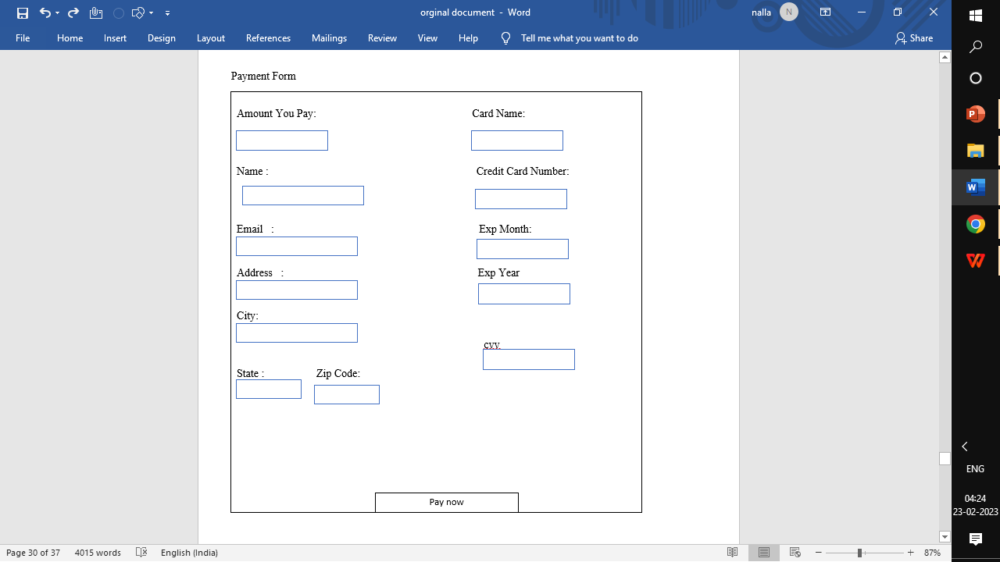 orginal document - Word
nalla
N
File Home Insert Design Layout References Mailings Review View Help Tell me what you want to do Share
Payment Form
Amount You Pay: Card Name:
Name : Credit Card Number:
Email : Exp Month:
Address : Exp Year
City:
cvv.
State : Zip Code:
Pay now
P
W
ENG
04:24
23-02-2023
Page 30 of 37 4015 words English (India) 87%